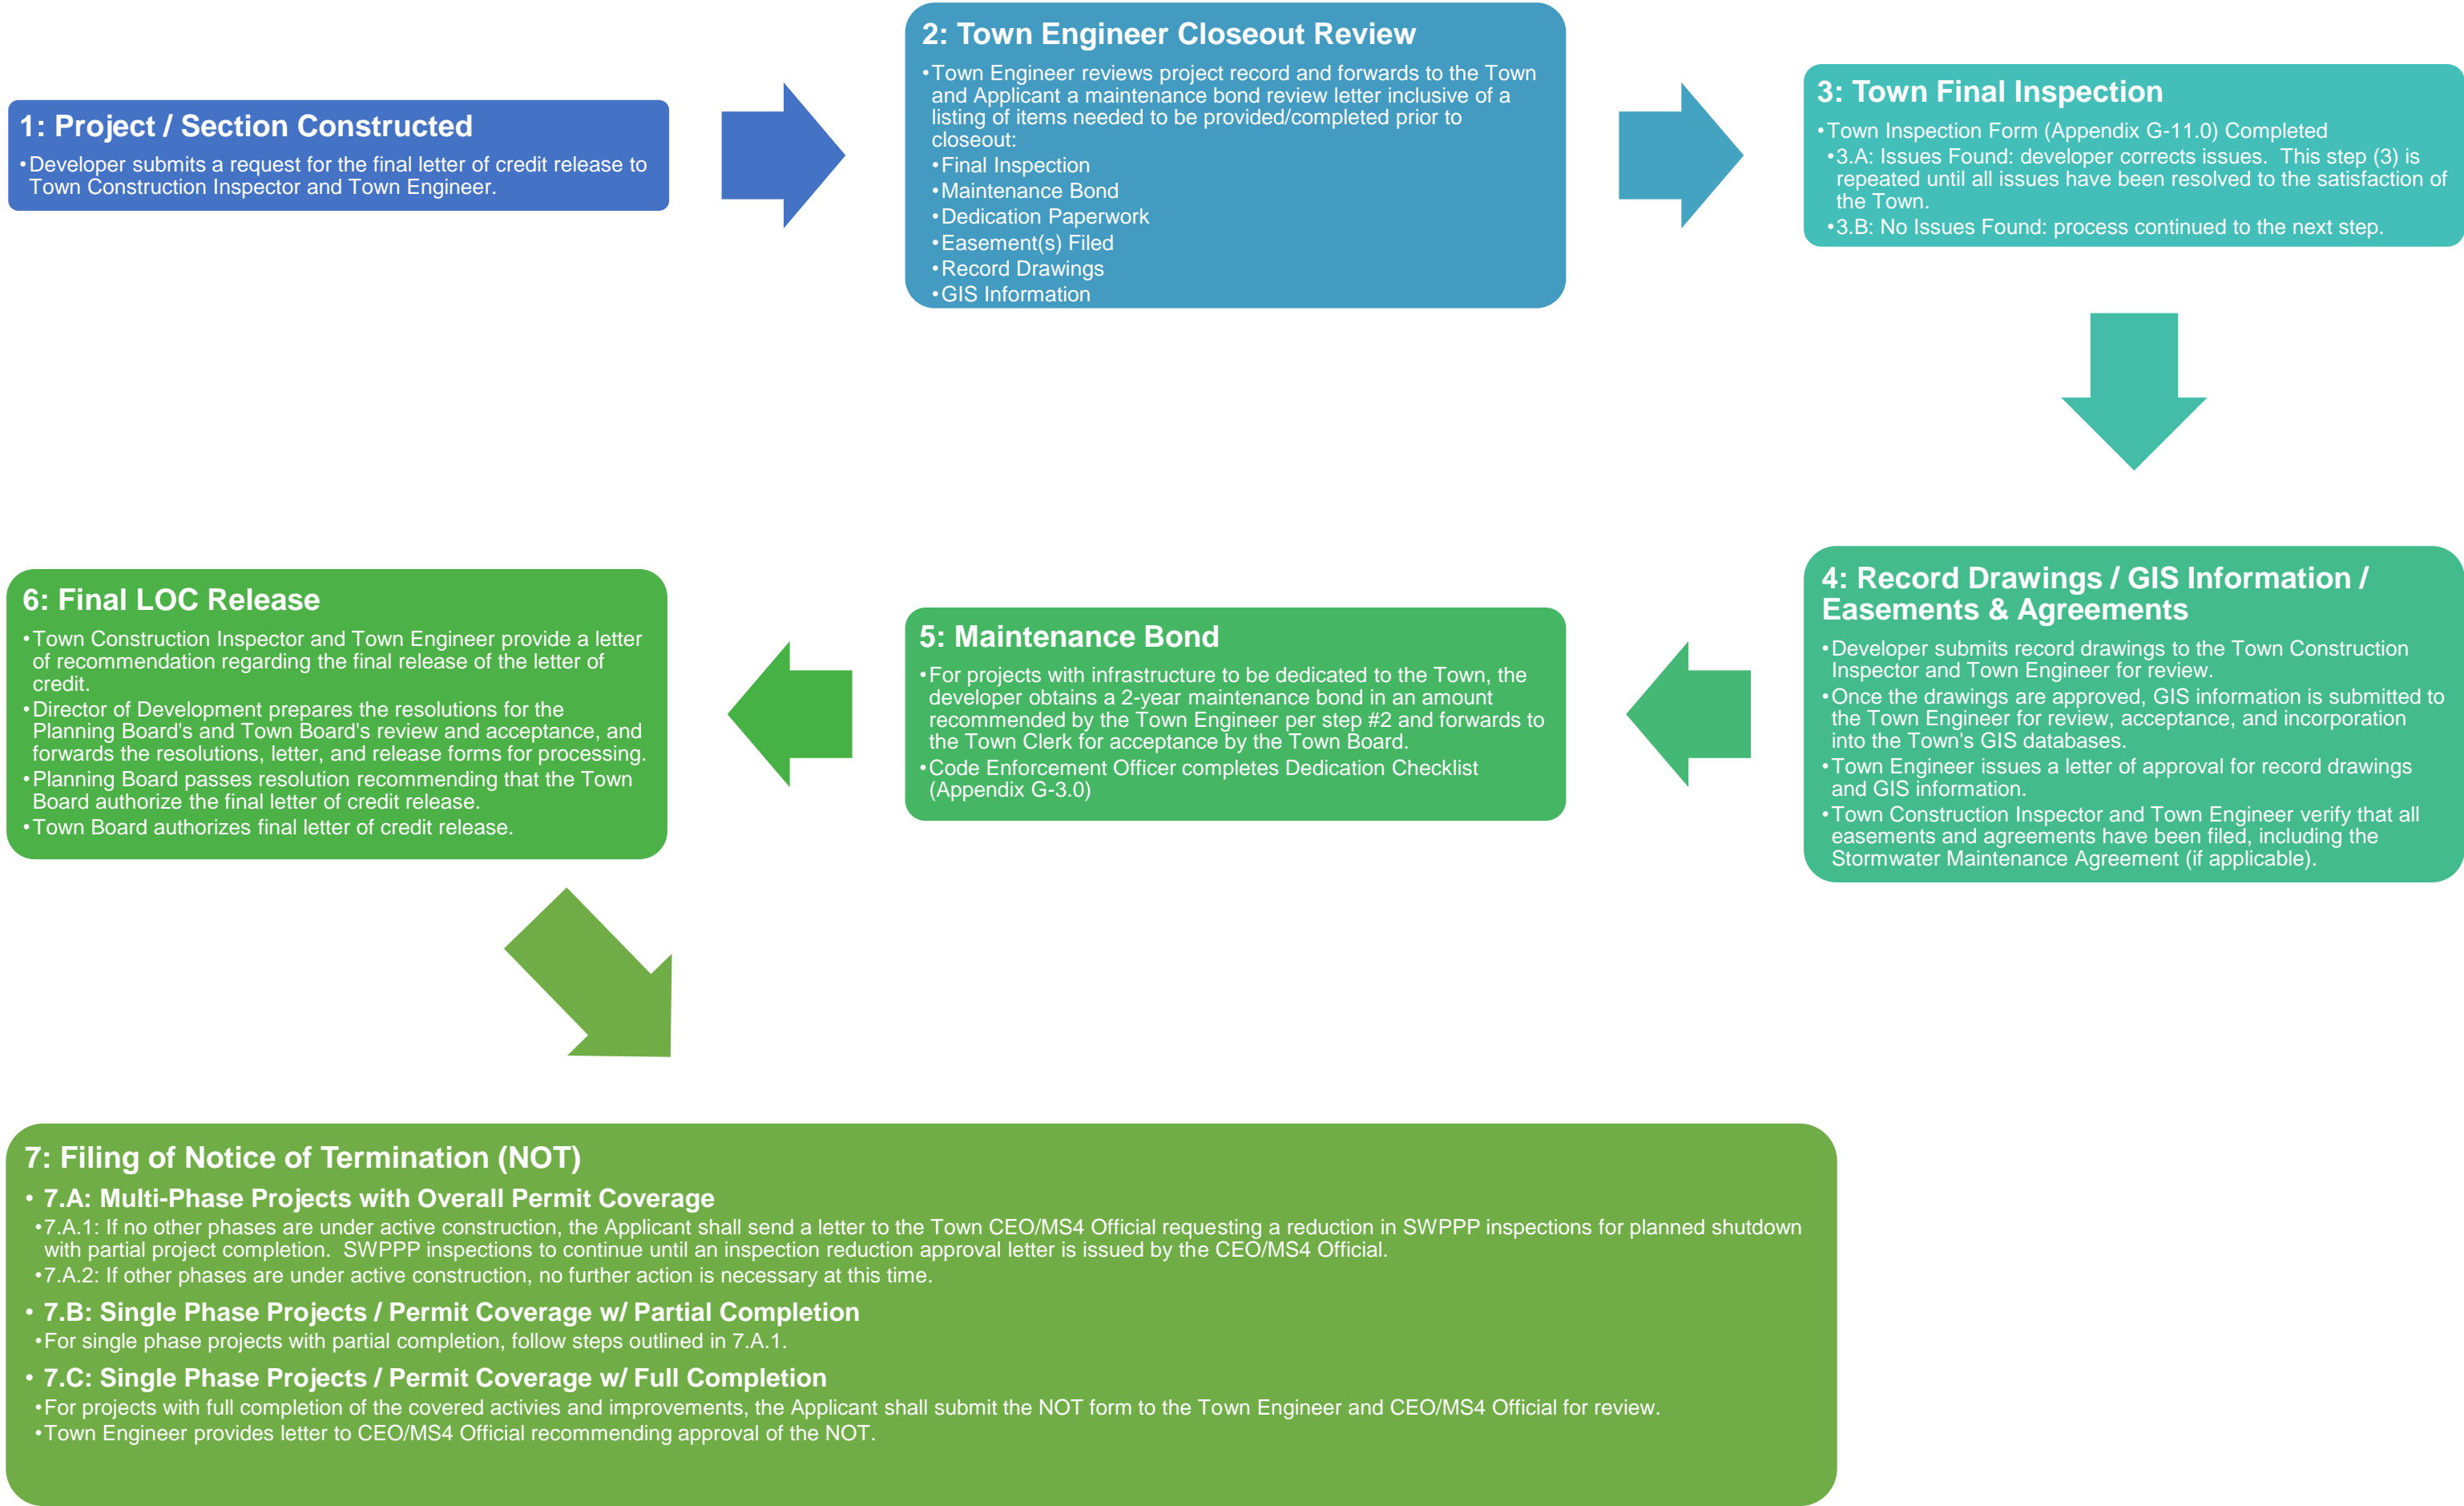 1: Project / Section Constructed
•Developer submits a request for the final letter of credit release to
Town Construction Inspector and Town Engineer.
2: Town Engineer Closeout Review
•Town Engineer reviews project record and forwards to the Town
and Applicant a maintenance bond review letter inclusive of a
listing of items needed to be provided/completed prior to
closeout:
•Final Inspection
•Maintenance Bond
•Dedication Paperwork
•Easement(s) Filed
•Record Drawings
•GIS Information
3: Town Final Inspection
•Town Inspection Form (Appendix G-11.0) Completed
•3.A: Issues Found: developer corrects issues.  This step (3) is
repeated until all issues have been resolved to the satisfaction of
the Town.
•3.B: No Issues Found: process continued to the next step.
4: Record Drawings / GIS Information /
Easements & Agreements
•Developer submits record drawings to the Town Construction
Inspector and Town Engineer for review.
•Once the drawings are approved, GIS information is submitted to
the Town Engineer for review, acceptance, and incorporation
into the Town's GIS databases.
•Town Engineer issues a letter of approval for record drawings
and GIS information.
•Town Construction Inspector and Town Engineer verify that all
easements and agreements have been filed, including the
Stormwater Maintenance Agreement (if applicable).
5: Maintenance Bond
•For projects with infrastructure to be dedicated to the Town, the
developer obtains a 2-year maintenance bond in an amount
recommended by the Town Engineer per step #2 and forwards to
the Town Clerk for acceptance by the Town Board.
•Code Enforcement Officer completes Dedication Checklist
(Appendix G-3.0)
6: Final LOC Release
•Town Construction Inspector and Town Engineer provide a letter
of recommendation regarding the final release of the letter of
credit.
•Director of Development prepares the resolutions for the
Planning Board's and Town Board's review and acceptance, and
forwards the resolutions, letter, and release forms for processing.
•Planning Board passes resolution recommending that the Town
Board authorize the final letter of credit release.
•Town Board authorizes final letter of credit release.
7: Filing of Notice of Termination (NOT)
• 7.A: Multi-Phase Projects with Overall Permit Coverage
•7.A.1: If no other phases are under active construction, the Applicant shall send a letter to the Town CEO/MS4 Official requesting a reduction in SWPPP inspections for planned shutdown
with partial project completion.  SWPPP inspections to continue until an inspection reduction approval letter is issued by the CEO/MS4 Official.
•7.A.2: If other phases are under active construction, no further action is necessary at this time.
• 7.B: Single Phase Projects / Permit Coverage w/ Partial Completion
•For single phase projects with partial completion, follow steps outlined in 7.A.1.
• 7.C: Single Phase Projects / Permit Coverage w/ Full Completion
•For projects with full completion of the covered activies and improvements, the Applicant shall submit the NOT form to the Town Engineer and CEO/MS4 Official for review.
•Town Engineer provides letter to CEO/MS4 Official recommending approval of the NOT.